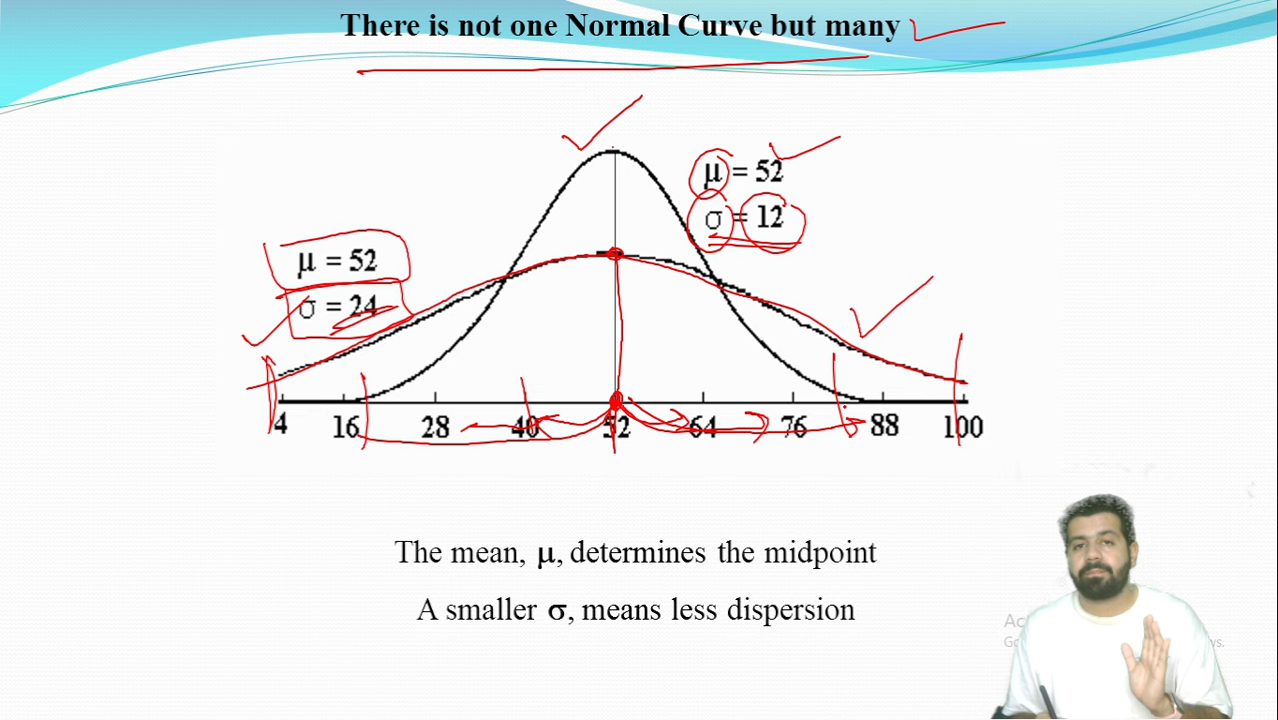 There is not one Normal Curve but many
μ = 52
σ = 12
μ = 52
σ = 24
4 16 28 40 52 64 76 88 100
The mean, μ, determines the midpoint
A smaller σ, means less dispersion